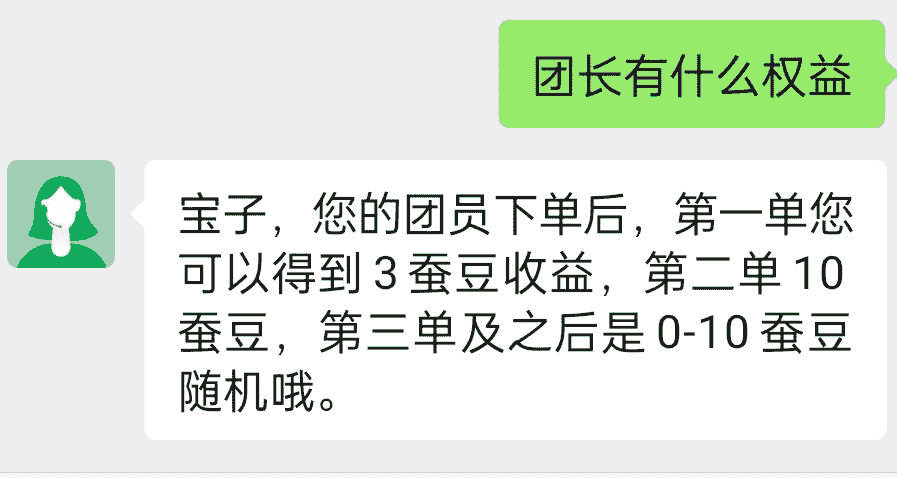 团长有什么权益
宝子，您的团员下单后，第一单您
可以得到 3 蚕豆收益，第二单 10
蚕豆，第三单及之后是 0-10 蚕豆
随机哦。